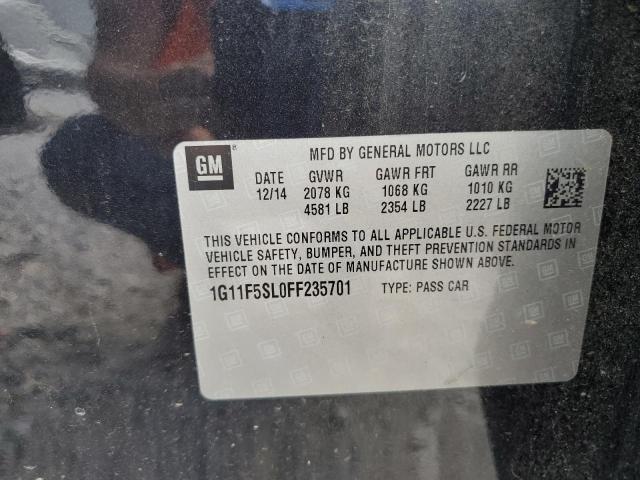 GM
MFD BY GENERAL MOTORS LLC
DATE GVWR GAWR FRT GAWR RR
12/14 2078 KG 1068 KG 1010 KG
4581 LB 2354 LB 2227 LB
THIS VEHICLE CONFORMS TO ALL APPLICABLE U.S. FEDERAL MOTOR
VEHICLE SAFETY, BUMPER, AND THEFT PREVENTION STANDARDS IN
EFFECT ON THE DATE OF MANUFACTURE SHOWN ABOVE.
1G11F5SL0FF235701 TYPE: PASS CAR